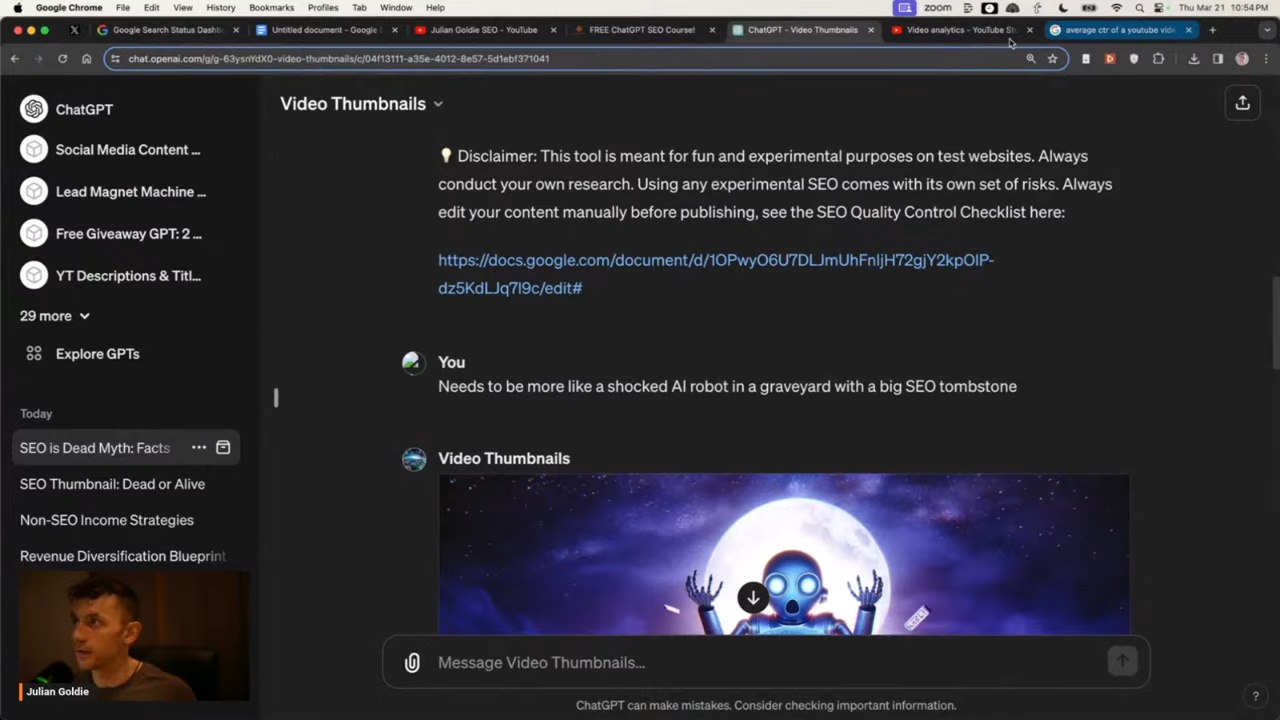 Google Chrome File Edit View History Bookmarks Profiles Tab Window Help zoom Thu Mar 21 10:54 PM
Google Search Status Dashb Untitled document - Google Julian Goldie SEO - YouTube FREE ChatGPT SEO Course! ChatGPT - Video Thumbnails Video analytics - YouTube Stu average ctr of a youtube vide
chat.openai.com/g/g-63ysnYdX0-video-thumbnails/c/04f13111-a35e-4012-8e57-5d1ebf371041
ChatGPT
Social Media Content ...
Lead Magnet Machine ...
Free Giveaway GPT: 2 ...
YT Descriptions & Titl...
29 more
Explore GPTs
Today
SEO is Dead Myth: Facts
SEO Thumbnail: Dead or Alive
Non-SEO Income Strategies
Revenue Diversification Blueprint
Julian Goldie
Video Thumbnails
Disclaimer: This tool is meant for fun and experimental purposes on test websites. Always
conduct your own research. Using any experimental SEO comes with its own set of risks. Always
edit your content manually before publishing, see the SEO Quality Control Checklist here:
https://docs.google.com/document/d/1OPwyO6U7DLJmUhFnIjH72gjY2kpOlP-
dz5KdLJq7l9c/edit#
You
Needs to be more like a shocked AI robot in a graveyard with a big SEO tombstone
Video Thumbnails
Message Video Thumbnails...
ChatGPT can make mistakes. Consider checking important information.
?